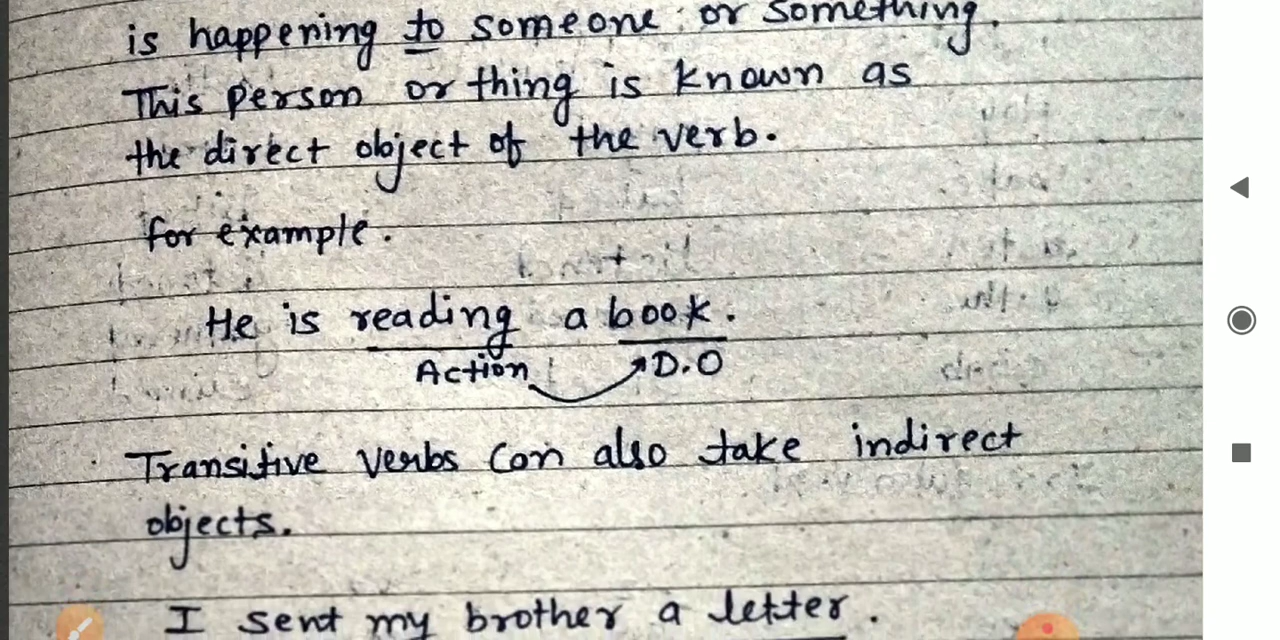 is happening to someone or something.
This person or thing is known as
the direct object of the verb.
for example.
He is reading a book.
Action D.O
Transitive verbs can also take indirect
objects.
I sent my brother a letter.